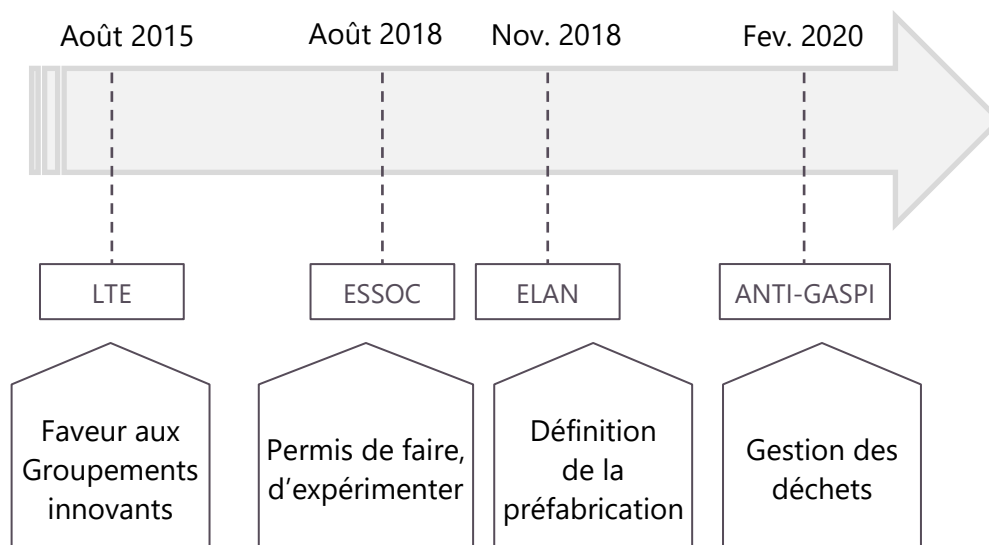 Août 2015
Août 2018
Nov. 2018
Fev. 2020
LTE
ESSOC
ELAN
ANTI-GASPI
Faveur aux
Groupements
innovants
Permis de faire,
d’expérimenter
Définition
de la
préfabrication
Gestion des
déchets